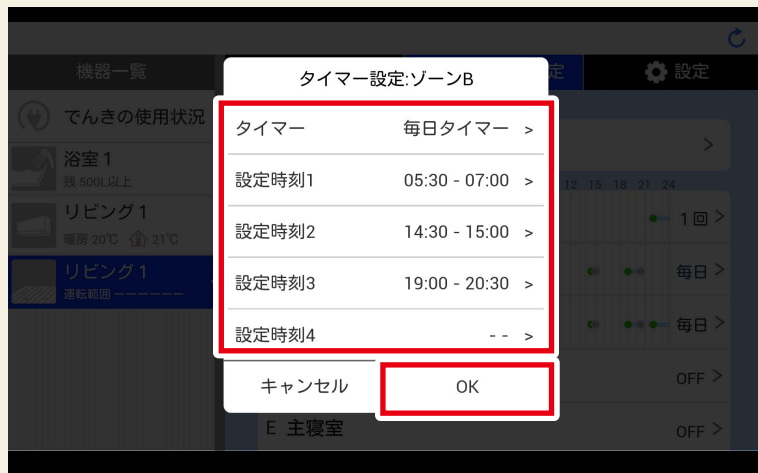 機器一覧
定
設定
タイマー設定:ゾーンB
でんきの使用状況
タイマー 毎日タイマー >
浴室1
残 500L以上
設定時刻1 05:30 - 07:00 >
12 15 18 21 24
リビング1
暖房 20℃ 21℃
設定時刻2 14:30 - 15:00 >
1回 >
リビング1
運転範囲 ーーーーーー
設定時刻3 19:00 - 20:30 >
毎日 >
設定時刻4 - - >
毎日 >
キャンセル OK
OFF >
E 主寝室 OFF >